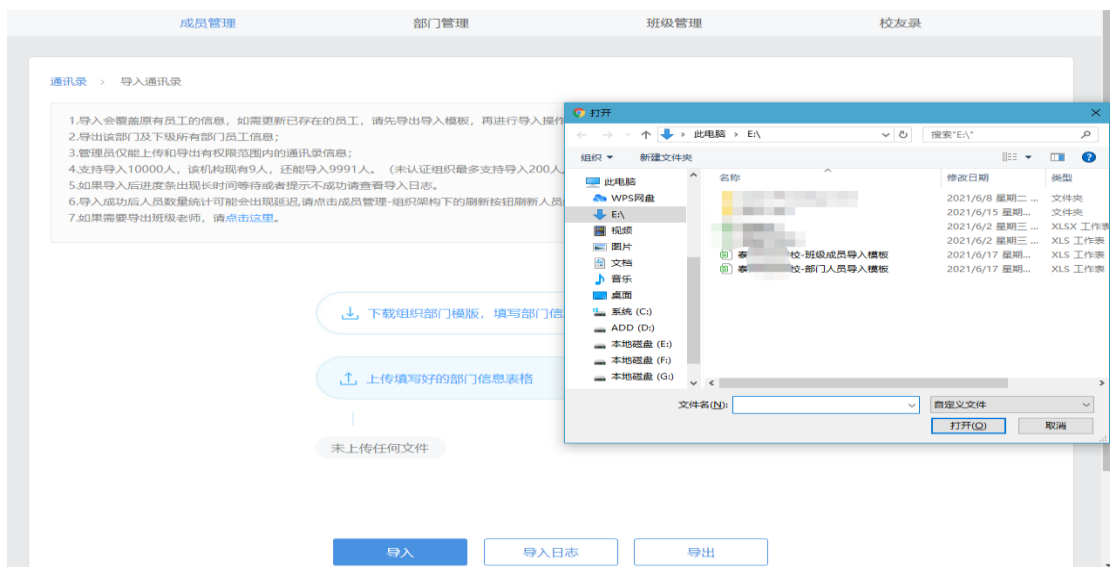 成员管理 部门管理 班级管理 校友录
通讯录 > 导入通讯录
1.导入会覆盖原有员工的信息，如需更新已存在的员工，请先导出导入模板，再进行导入操作
2.导出该部门及下级所有部门员工信息；
3.管理员仅能上传和导出有权限范围内的通讯录信息；
4.支持导入10000人，该机构现有9人，还能导入9991人。（未认证组织最多支持导入200人
5.如果导入后进度条出现长时间等待或者提示不成功请查看导入日志。
6.导入成功后人员数量统计可能会出现延迟,请点击成员管理-组织架构下的刷新按钮刷新人员
7.如果需要导出班级老师，请点击这里。
下载组织部门模版，填写部门信
上传填写好的部门信息表格
未上传任何文件
导入 导入日志 导出
打开
此电脑 > E:\ 搜索"E:\"
组织 新建文件夹
此电脑
WPS网盘
E:\
视频
图片
文档
音乐
桌面
系统 (C:)
ADD (D:)
本地磁盘 (E:)
本地磁盘 (F:)
本地磁盘 (G:)
名称 修改日期 类型
2021/6/8 星期二 ... 文件夹
2021/6/15 星期... 文件夹
2021/6/2 星期三 ... XLSX 工作表
2021/6/2 星期三 ... XLS 工作表
泰 校-班级成员导入模板 2021/6/17 星期... XLS 工作表
泰 校-部门人员导入模板 2021/6/17 星期... XLS 工作表
文件名(N): 自定义文件
打开(O) 取消